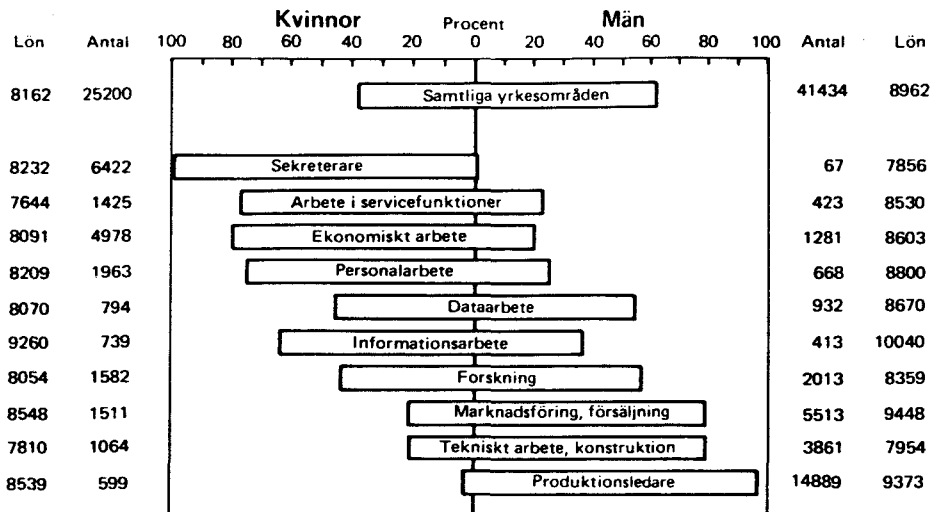 Kvinnor Procent Män
Lön Antal 100 80 60 40 20 0 20 40 60 80 100 Antal Lön
8162 25200 Samtliga yrkesområden 41434 8962
8232 6422 Sekreterare 67 7856
7644 1425 Arbete i servicefunktioner 423 8530
8091 4978 Ekonomiskt arbete 1281 8603
8209 1963 Personalarbete 668 8800
8070 794 Dataarbete 932 8670
9260 739 Informationsarbete 413 10040
8054 1582 Forskning 2013 8359
8548 1511 Marknadsföring, försäljning 5513 9448
7810 1064 Tekniskt arbete, konstruktion 3861 7954
8539 599 Produktionsledare 14889 9373